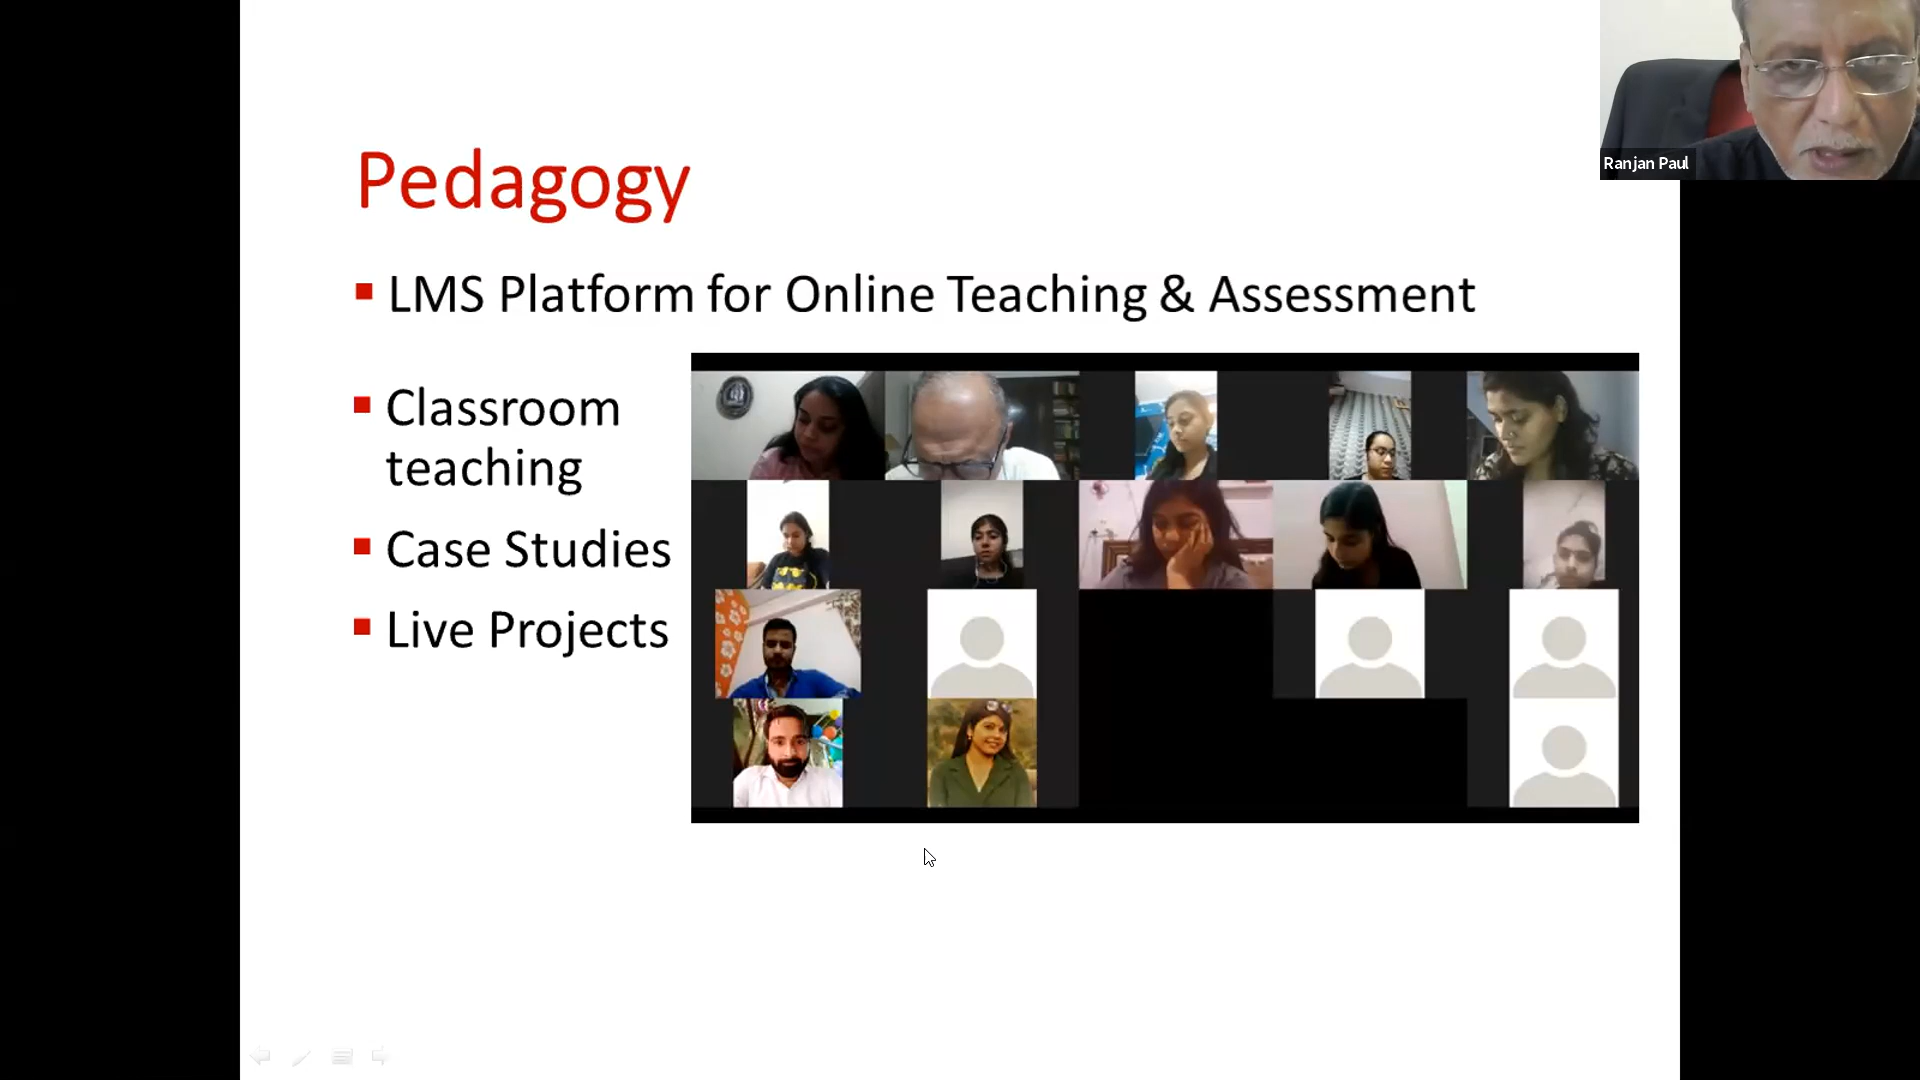 Ranjan Paul
Pedagogy
LMS Platform for Online Teaching & Assessment
Classroom
teaching
Case Studies
Live Projects